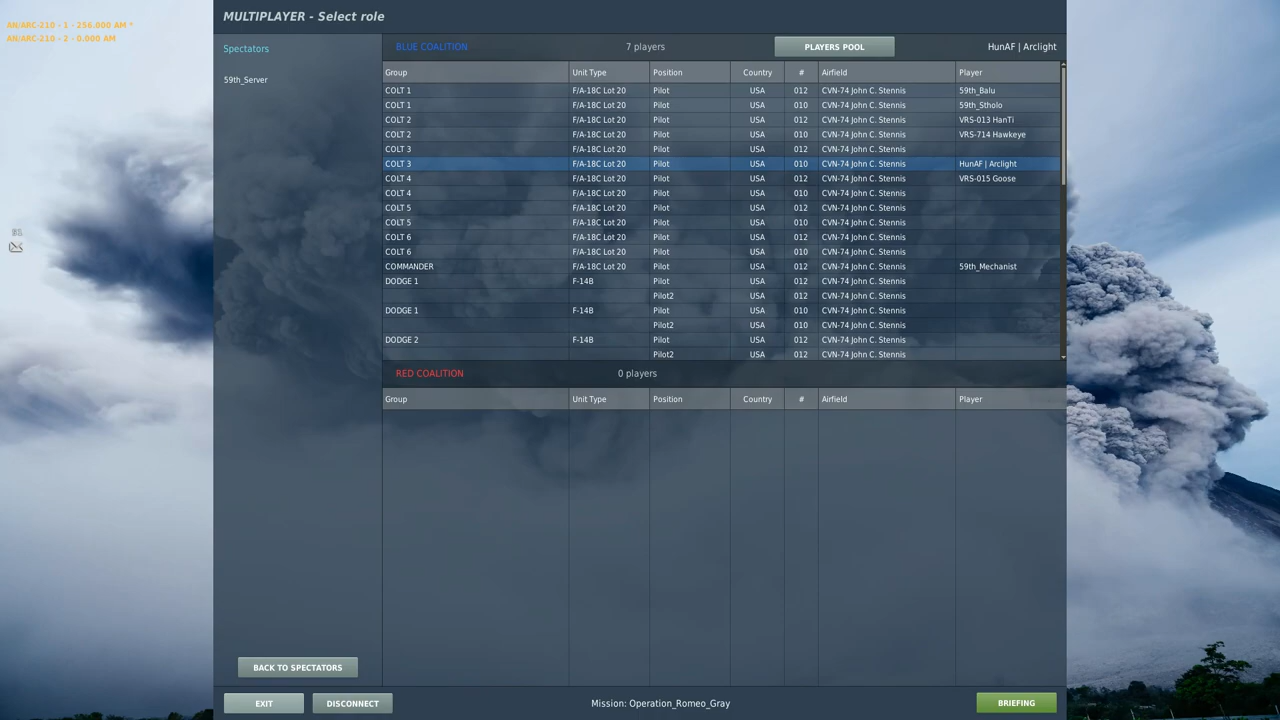 MULTIPLAYER - Select role
AN/ARC-210 - 1 - 256.000 AM *
AN/ARC-210 - 2 - 0.000 AM
51
Spectators
59th_Server
BLUE COALITION 7 players PLAYERS POOL HunAF | Arclight
Group Unit Type Position Country # Airfield Player
COLT 1 F/A-18C Lot 20 Pilot USA 012 CVN-74 John C. Stennis 59th_Balu
COLT 1 F/A-18C Lot 20 Pilot USA 010 CVN-74 John C. Stennis 59th_Stholo
COLT 2 F/A-18C Lot 20 Pilot USA 012 CVN-74 John C. Stennis VRS-013 HanTi
COLT 2 F/A-18C Lot 20 Pilot USA 010 CVN-74 John C. Stennis VRS-714 Hawkeye
COLT 3 F/A-18C Lot 20 Pilot USA 012 CVN-74 John C. Stennis
COLT 3 F/A-18C Lot 20 Pilot USA 010 CVN-74 John C. Stennis HunAF | Arclight
COLT 4 F/A-18C Lot 20 Pilot USA 012 CVN-74 John C. Stennis VRS-015 Goose
COLT 4 F/A-18C Lot 20 Pilot USA 010 CVN-74 John C. Stennis
COLT 5 F/A-18C Lot 20 Pilot USA 012 CVN-74 John C. Stennis
COLT 5 F/A-18C Lot 20 Pilot USA 010 CVN-74 John C. Stennis
COLT 6 F/A-18C Lot 20 Pilot USA 012 CVN-74 John C. Stennis
COLT 6 F/A-18C Lot 20 Pilot USA 010 CVN-74 John C. Stennis
COMMANDER F/A-18C Lot 20 Pilot USA 012 CVN-74 John C. Stennis 59th_Mechanist
DODGE 1 F-14B Pilot USA 012 CVN-74 John C. Stennis
Pilot2 USA 012 CVN-74 John C. Stennis
DODGE 1 F-14B Pilot USA 010 CVN-74 John C. Stennis
Pilot2 USA 010 CVN-74 John C. Stennis
DODGE 2 F-14B Pilot USA 012 CVN-74 John C. Stennis
Pilot2 USA 012 CVN-74 John C. Stennis
RED COALITION 0 players
Group Unit Type Position Country # Airfield Player
BACK TO SPECTATORS
EXIT DISCONNECT Mission: Operation_Romeo_Gray BRIEFING